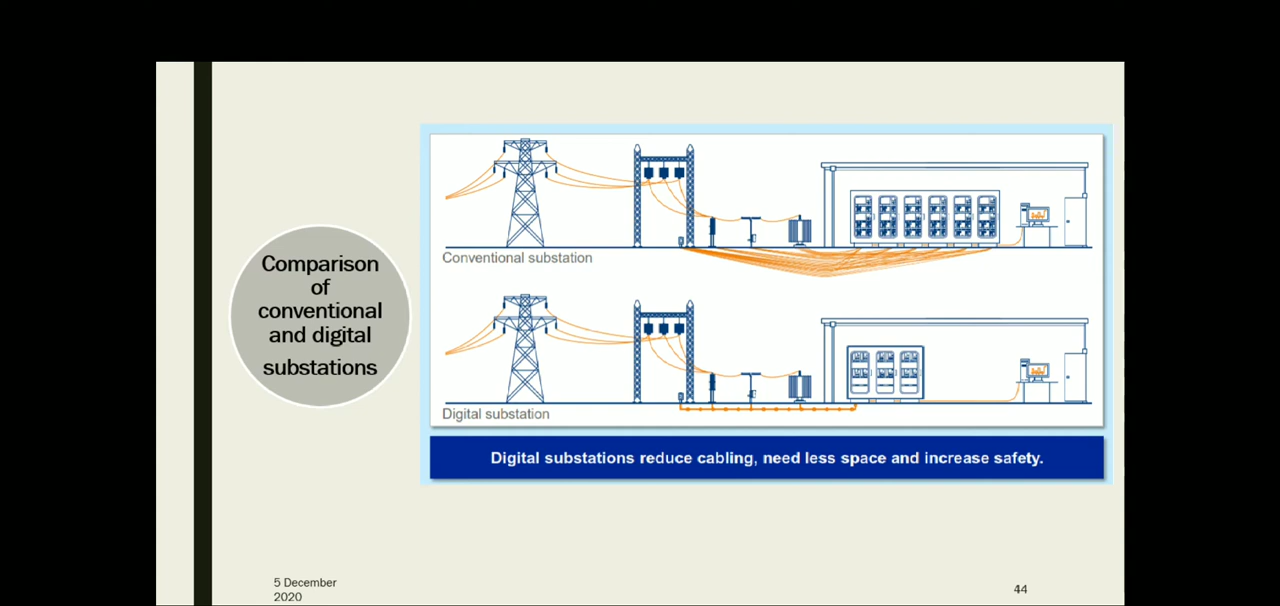 Comparison
of
conventional
and digital
substations
Conventional substation
Digital substation
Digital substations reduce cabling, need less space and increase safety.
5 December
2020
44